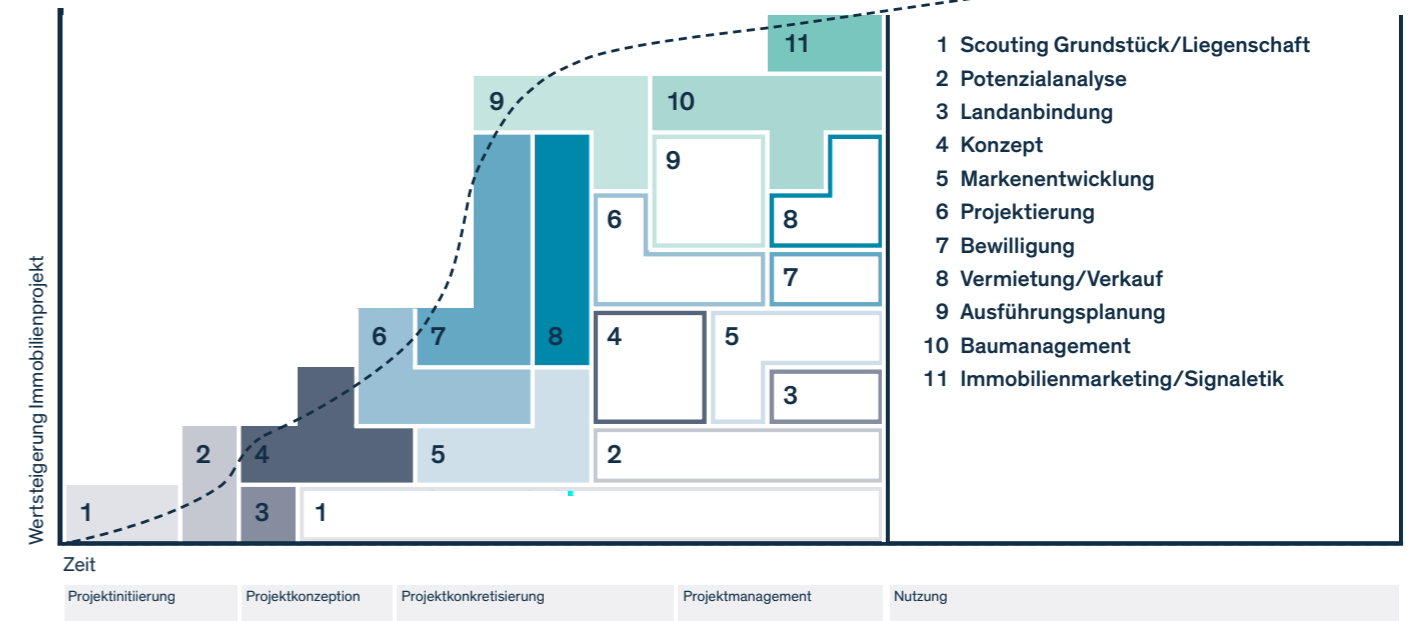 Wertsteigerung Immobilienprojekt
11
9
10
9
6
8
7
6
7
8
4
5
3
2
4
5
2
1
3
1
1 Scouting Grundstück/Liegenschaft
2 Potenzialanalyse
3 Landanbindung
4 Konzept
5 Markenentwicklung
6 Projektierung
7 Bewilligung
8 Vermietung/Verkauf
9 Ausführungsplanung
10 Baumanagement
11 Immobilienmarketing/Signaletik
Zeit
Projektinitiierung
Projektkonzeption
Projektkonkretisierung
Projektmanagement
Nutzung